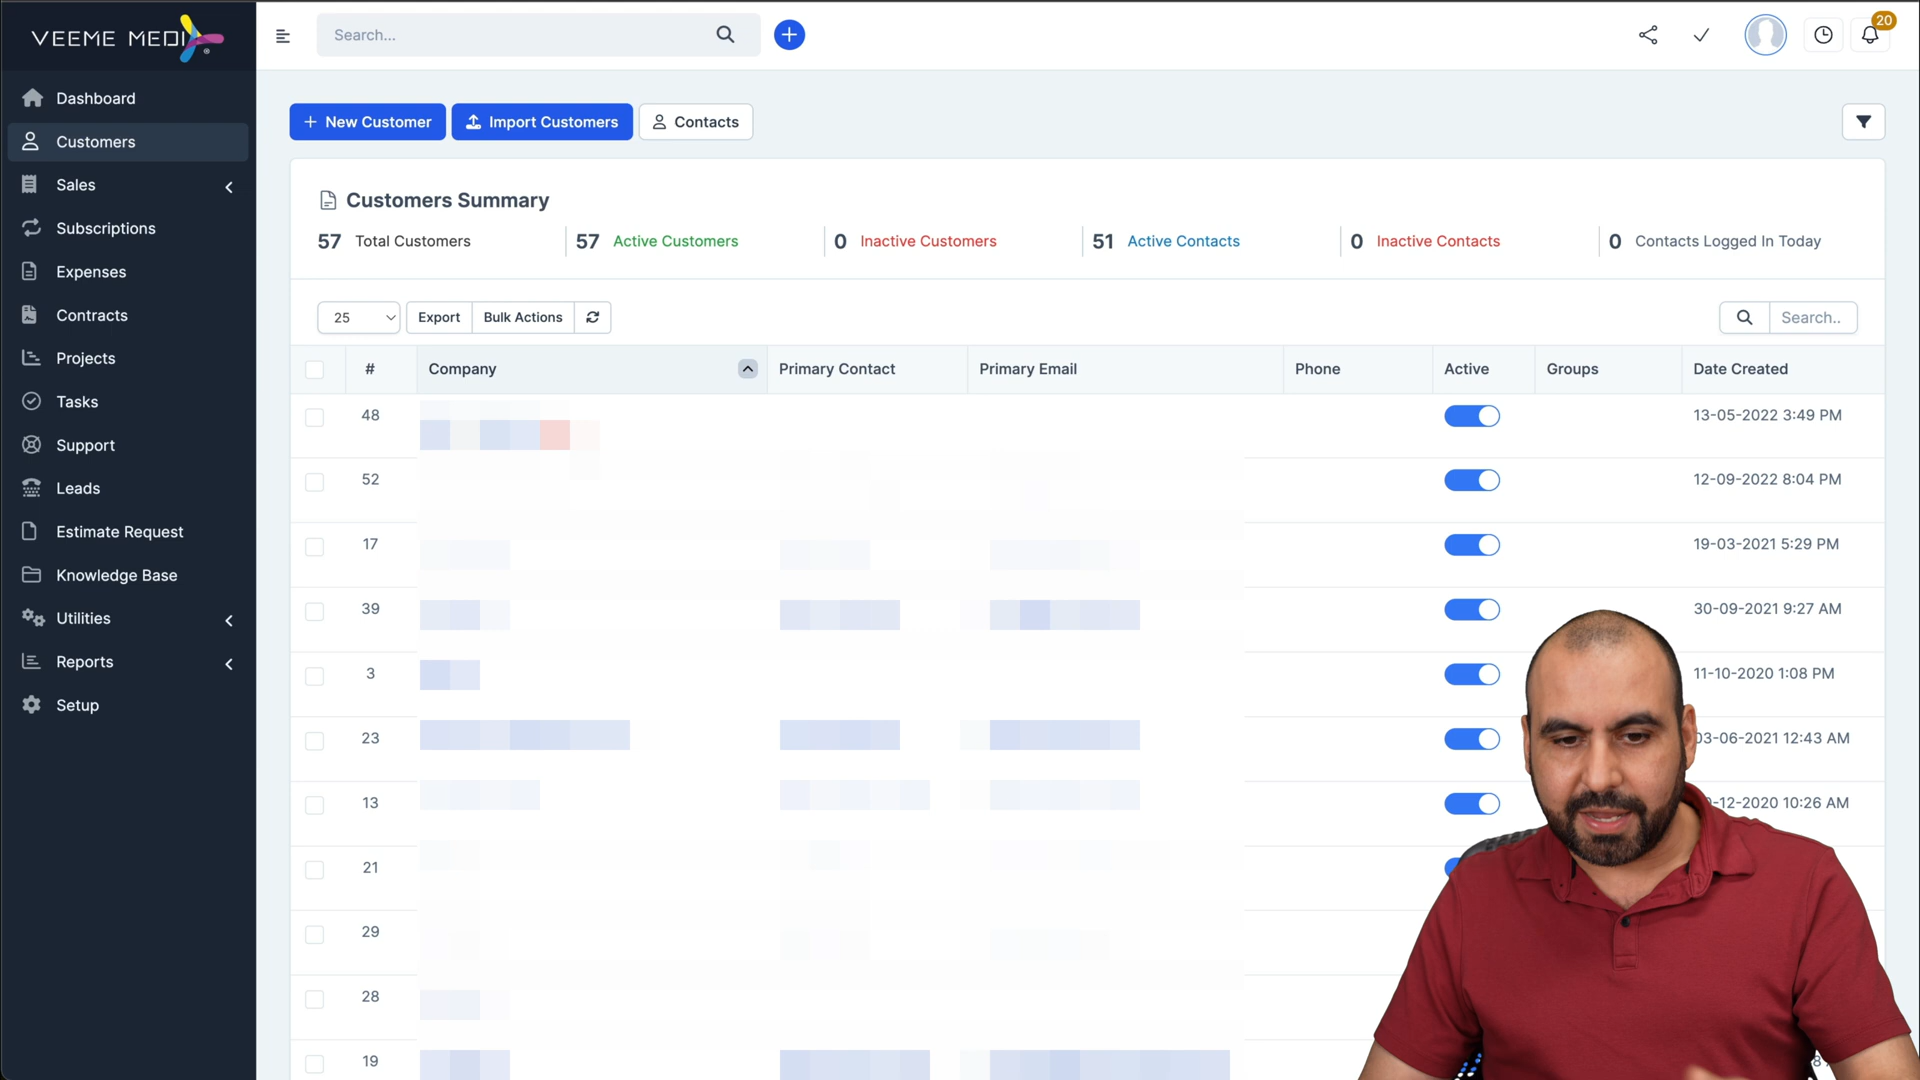 VEEME MEDIA
Search...
20
Dashboard
Customers
Sales
Subscriptions
Expenses
Contracts
Projects
Tasks
Support
Leads
Estimate Request
Knowledge Base
Utilities
Reports
Setup
New Customer
Import Customers
Contacts
Customers Summary
57 Total Customers
57 Active Customers
0 Inactive Customers
51 Active Contacts
0 Inactive Contacts
0 Contacts Logged In Today
25
Export
Bulk Actions
Search..
# Company Primary Contact Primary Email Phone Active Groups Date Created
48 13-05-2022 3:49 PM
52 12-09-2022 8:04 PM
17 19-03-2021 5:29 PM
39 30-09-2021 9:27 AM
3 11-10-2020 1:08 PM
23 03-06-2021 12:43 AM
13 -12-2020 10:26 AM
21
29
28
19